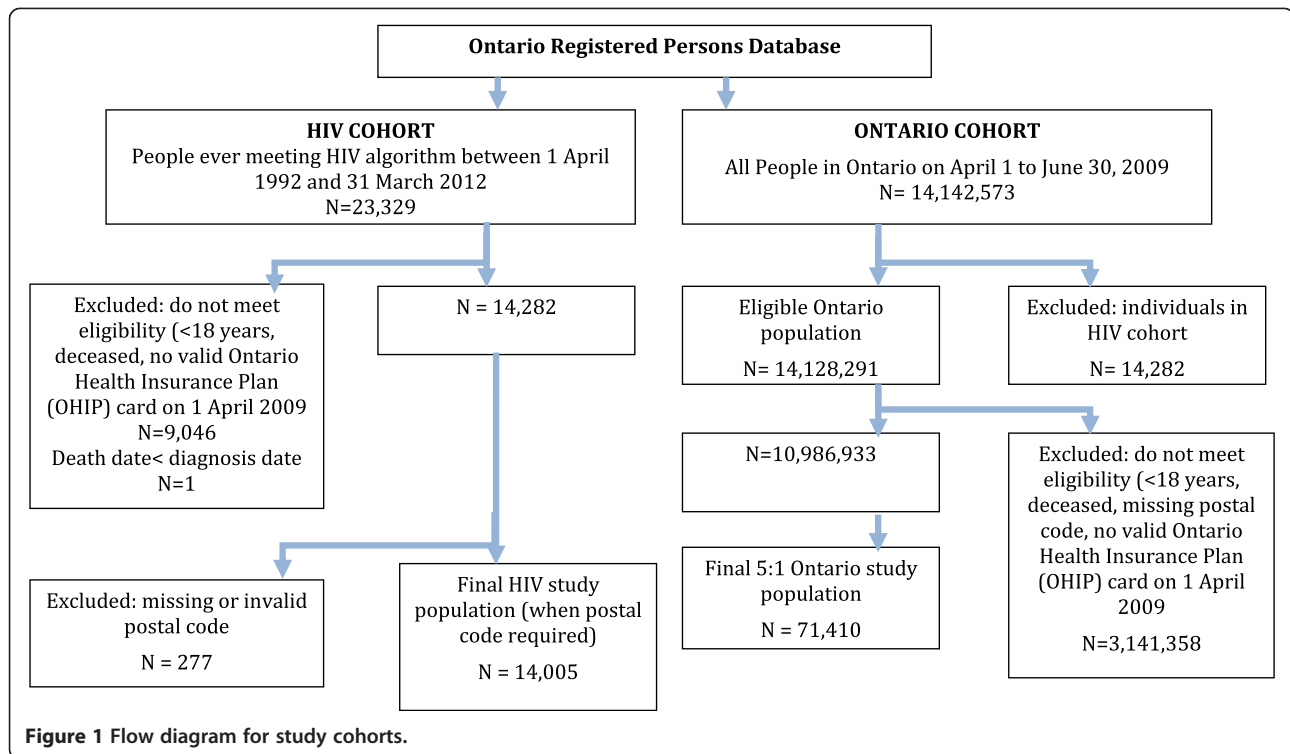 Ontario Registered Persons Database
HIV COHORT
People ever meeting HIV algorithm between 1 April
1992 and 31 March 2012
N=23,329
ONTARIO COHORT
All People in Ontario on April 1 to June 30, 2009
N= 14,142,573
Excluded: do not meet
eligibility (<18 years,
deceased, no valid Ontario
Health Insurance Plan
(OHIP) card on 1 April 2009
N=9,046
Death date< diagnosis date
N=1
N = 14,282
Eligible Ontario
population
N= 14,128,291
Excluded: individuals in
HIV cohort
N= 14,282
N=10,986,933
Excluded: do not meet
eligibility (<18 years,
deceased, missing postal
code, no valid Ontario
Health Insurance Plan
(OHIP) card on 1 April
2009
N=3,141,358
Excluded: missing or invalid
postal code
N = 277
Final HIV study
population (when postal
code required)
N = 14,005
Final 5:1 Ontario study
population
N = 71,410
Figure 1 Flow diagram for study cohorts.